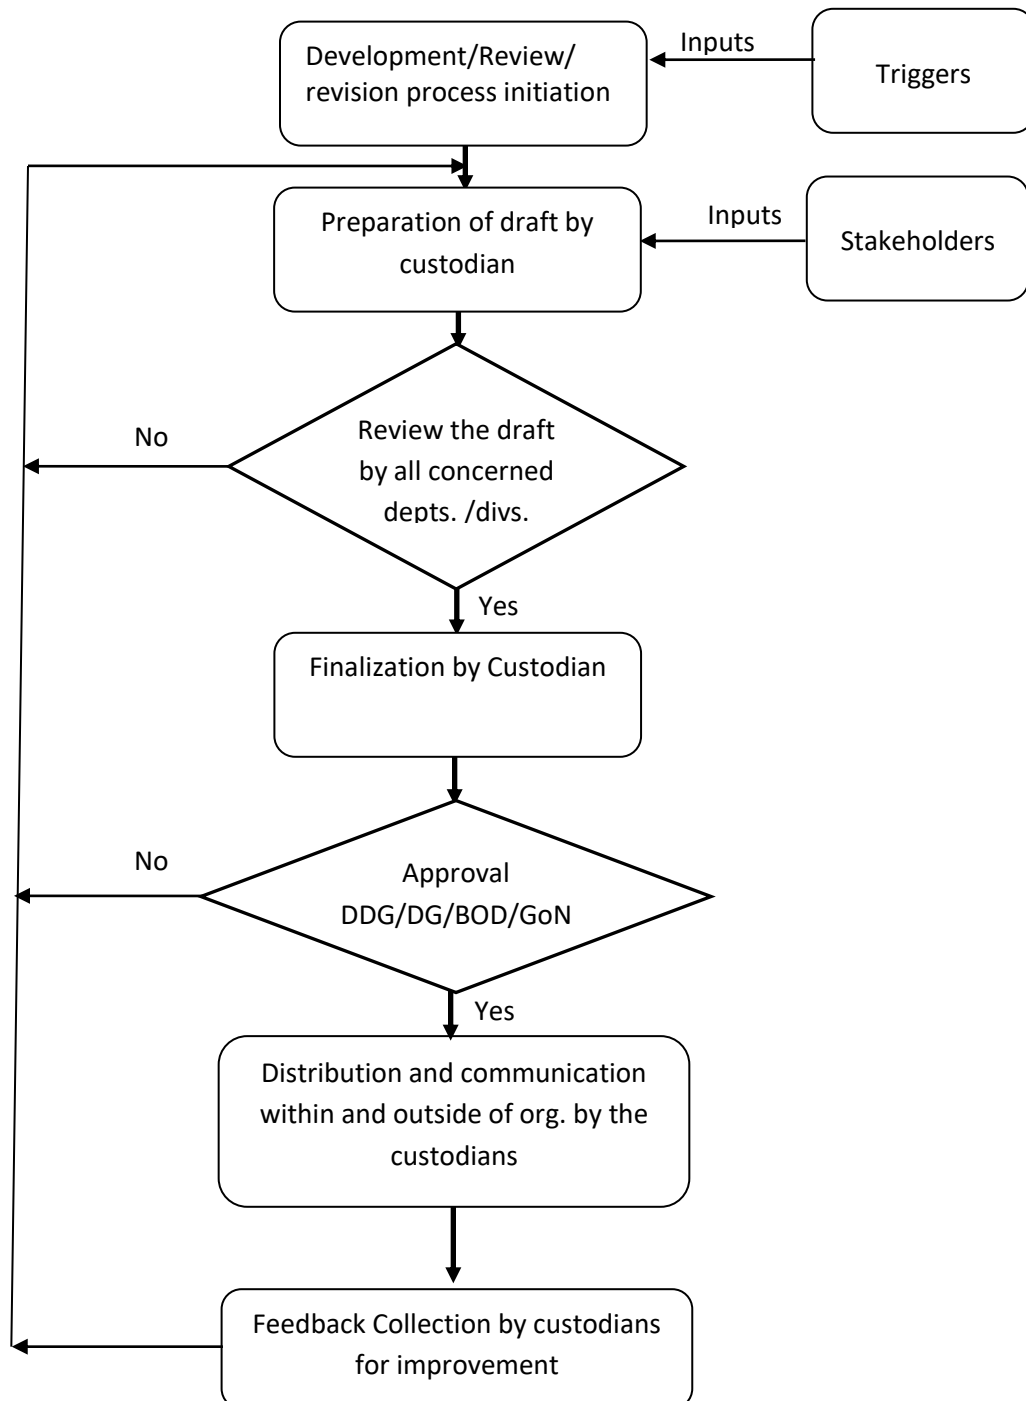 Development/Review/
revision process initiation
Inputs
Triggers
Preparation of draft by
custodian
Inputs
Stakeholders
Review the draft
by all concerned
depts. /divs.
No
Yes
Finalization by Custodian
Approval
DDG/DG/BOD/GoN
No
Yes
Distribution and communication
within and outside of org. by the
custodians
Feedback Collection by custodians
for improvement